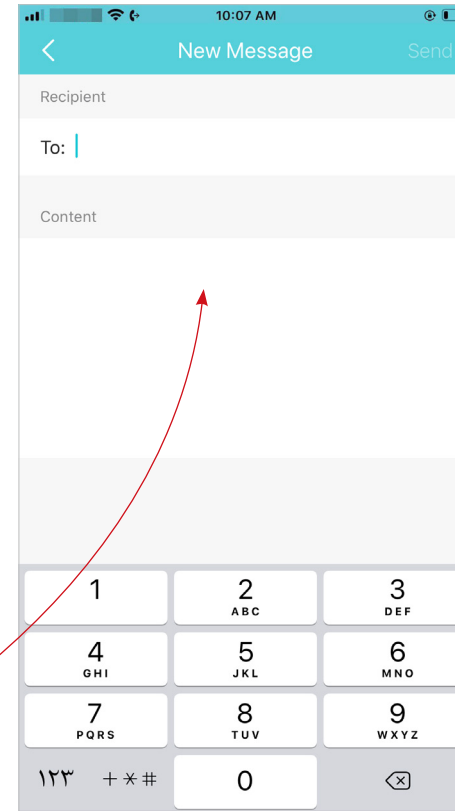 10:07 AM
New Message
Send
Recipient
To:
Content
1
2
ABC
3
DEF
4
GHI
5
JKL
6
MNO
7
PQRS
8
TUV
9
WXYZ
١٢٣ +*#
0